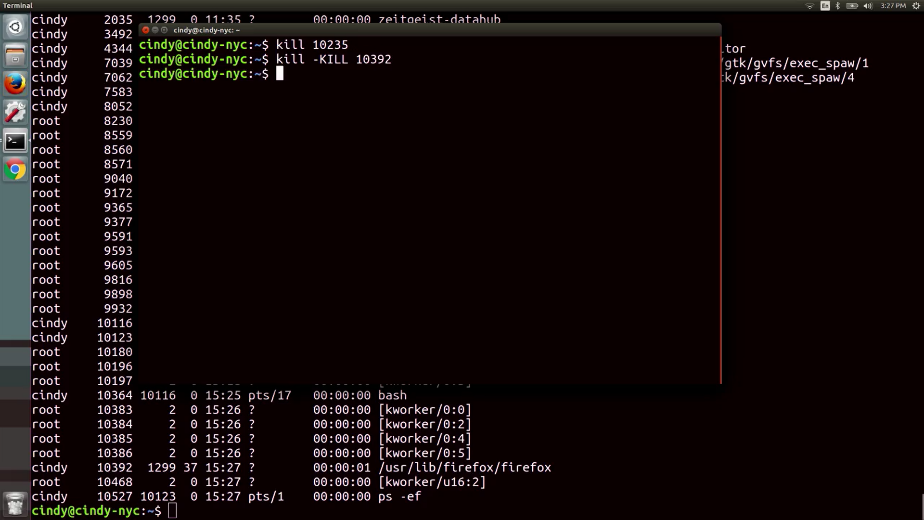 Terminal
En
3:27 PM
2035 1299 0 11:35 ? 00:00:00 zeitgeist-datahub
cindy@cindy-nyc: ~
cindy@cindy-nyc:~$ kill 10235
cindy@cindy-nyc:~$ kill -KILL 10392
cindy@cindy-nyc:~$
cindy 3492
cindy 4344 tor
cindy 7039 gtk/gvfs/exec_spaw/1
cindy 7062 /gvfs/exec_spaw/4
cindy 7583
cindy 8052
root 8230
root 8559
root 8560
root 8571
root 9040
root 9172
root 9365
root 9377
root 9591
root 9593
root 9605
root 9816
root 9898
root 9932
cindy 10116
cindy 10123
root 10180
root 10196
root 10197
cindy 10364 10116 0 15:25 pts/17 00:00:00 bash
root 10383 2 0 15:26 ? 00:00:00 [kworker/0:0]
root 10384 2 0 15:26 ? 00:00:00 [kworker/0:2]
root 10385 2 0 15:26 ? 00:00:00 [kworker/0:4]
root 10386 2 0 15:26 ? 00:00:00 [kworker/0:5]
cindy 10392 1299 37 15:27 ? 00:00:01 /usr/lib/firefox/firefox
root 10468 2 0 15:27 ? 00:00:00 [kworker/u16:2]
cindy 10527 10123 0 15:27 pts/1 00:00:00 ps -ef
cindy@cindy-nyc:~$